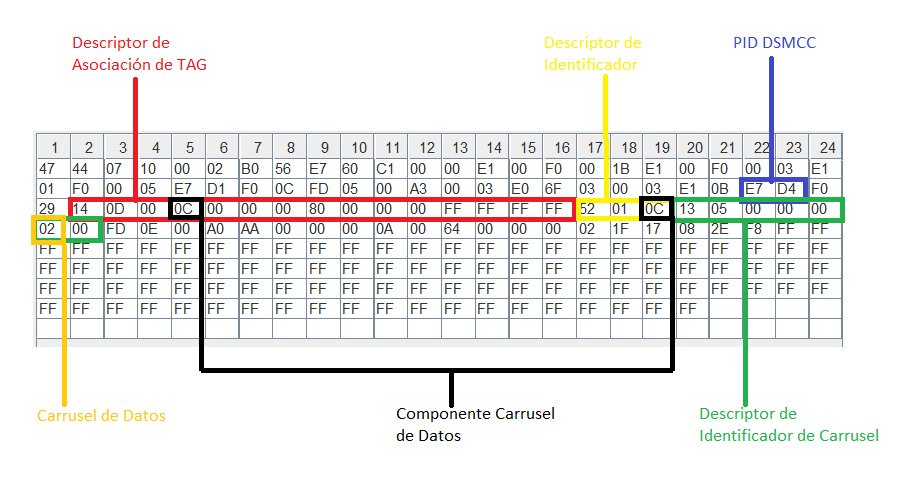 Descriptor de
Asociación de TAG
Descriptor de
Identificador
PID DSMCC
1 2 3 4 5 6 7 8 9 10 11 12 13 14 15 16 17 18 19 20 21 22 23 24
47 44 07 10 00 02 B0 56 E7 60 C1 00 00 E1 00 F0 00 1B E1 00 F0 00 03 E1
01 F0 00 05 E7 D1 F0 0C FD 05 00 A3 00 03 E0 6F 03 00 03 E1 0B E7 D4 F0
29 14 0D 00 0C 00 00 00 80 00 00 00 FF FF FF FF 52 01 0C 13 05 00 00 00
02 00 FD 0E 00 A0 AA 00 00 00 0A 00 64 00 00 00 02 1F 17 08 2E F8 FF FF
FF FF FF FF FF FF FF FF FF FF FF FF FF FF FF FF FF FF FF FF FF FF FF FF
FF FF FF FF FF FF FF FF FF FF FF FF FF FF FF FF FF FF FF FF FF FF FF FF
FF FF FF FF FF FF FF FF FF FF FF FF FF FF FF FF FF FF FF FF FF FF FF FF
FF FF FF FF FF FF FF FF FF FF FF FF FF FF FF FF FF FF FF FF
Carrusel de Datos
Componente Carrusel
de Datos
Descriptor de
Identificador de Carrusel